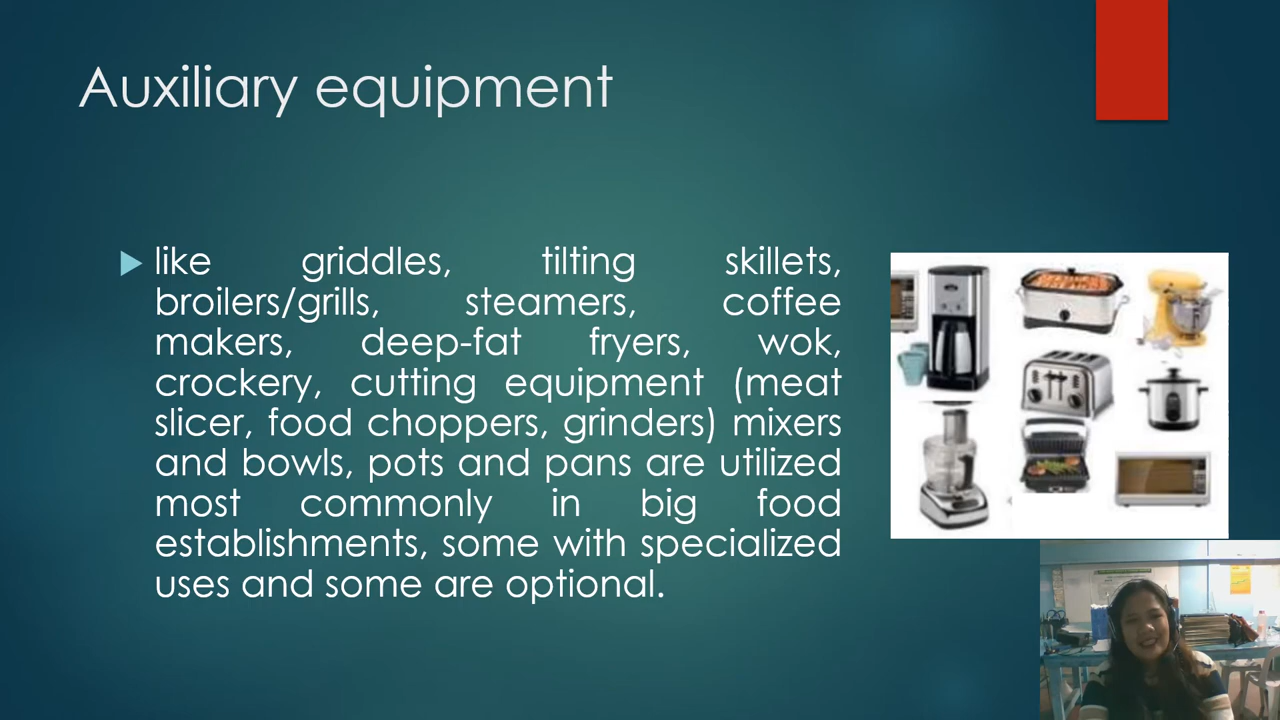 Auxiliary equipment
like griddles, tilting skillets,
broilers/grills, steamers, coffee
makers, deep-fat fryers, wok,
crockery, cutting equipment (meat
slicer, food choppers, grinders) mixers
and bowls, pots and pans are utilized
most commonly in big food
establishments, some with specialized
uses and some are optional.